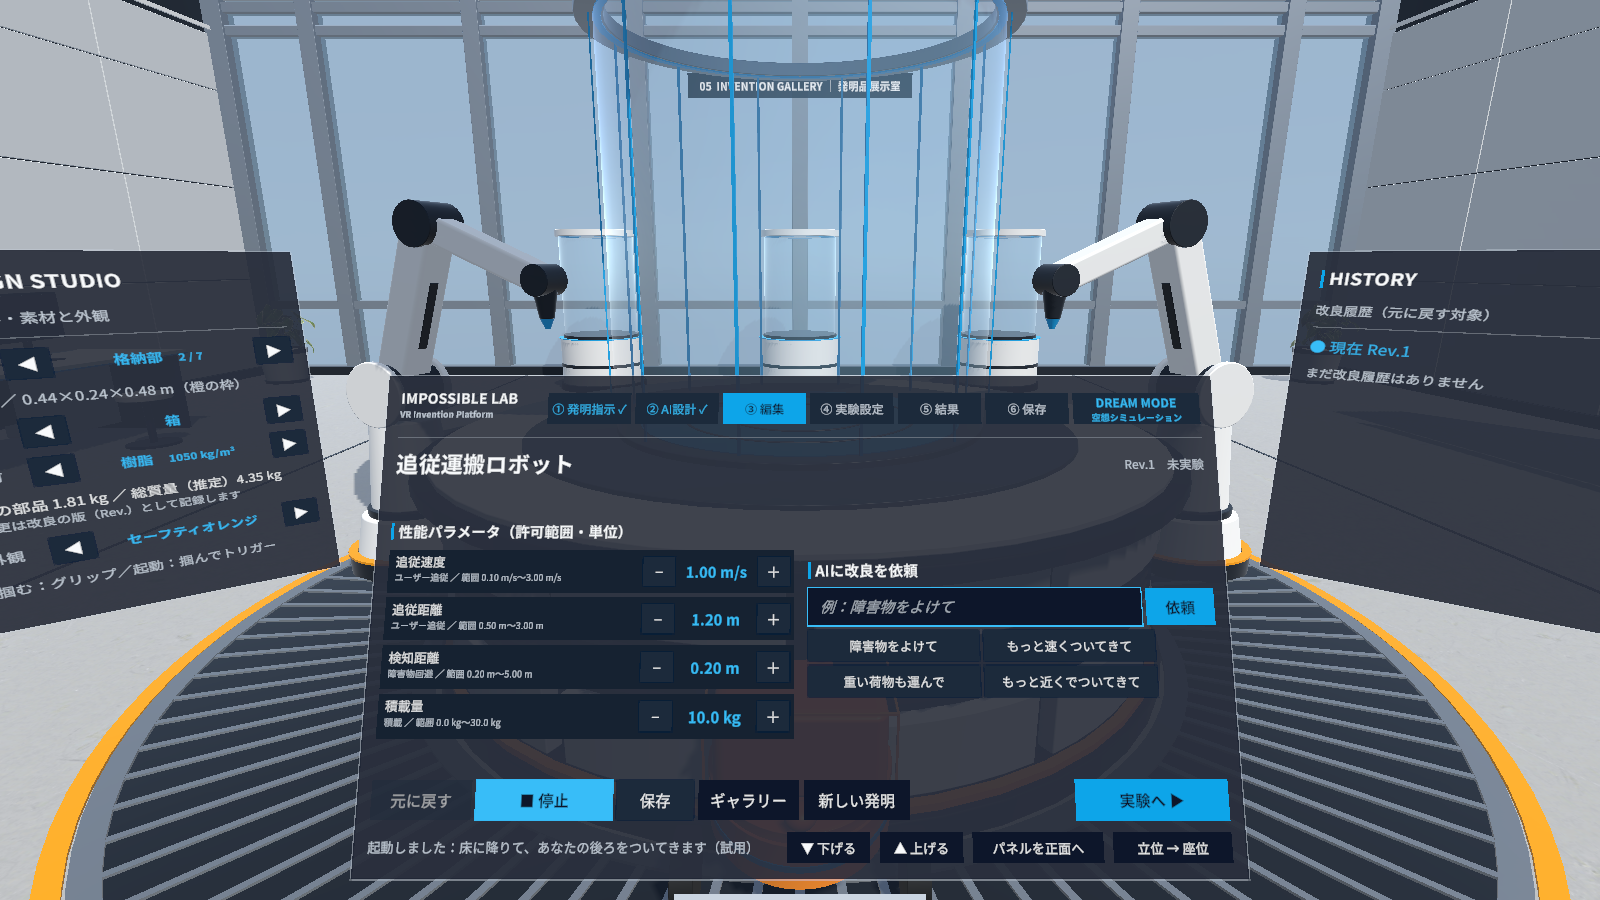 05 INVENTION GALLERY | 発明品展示室
GN STUDIO
・素材と外観
◀ 格納部 2/7 ▶
／ 0.44×0.24×0.48 m（橙の枠）
◀ 箱 ▶
◀ 樹脂 1050 kg/m³ ▶
の部品 1.81 kg ／ 総質量（推定）4.35 kg
更は改良の版（Rev.）として記録します
外観 ◀ セーフティオレンジ ▶
掴む：グリップ／起動：掴んでトリガー
IMPOSSIBLE LAB
VR Invention Platform
① 発明指示 ✓
② AI設計 ✓
③ 編集
④ 実験設定
⑤ 結果
⑥ 保存
DREAM MODE
空想シミュレーション
追従運搬ロボット
Rev.1 未実験
性能パラメータ（許可範囲・単位）
追従速度
ユーザー追従 ／ 範囲 0.10 m/s～3.00 m/s
− 1.00 m/s +
追従距離
ユーザー追従 ／ 範囲 0.50 m～3.00 m
− 1.20 m +
検知距離
障害物回避 ／ 範囲 0.20 m～5.00 m
− 0.20 m +
積載量
積載 ／ 範囲 0.0 kg～30.0 kg
− 10.0 kg +
AIに改良を依頼
例：障害物をよけて
依頼
障害物をよけて
もっと速くついてきて
重い荷物も運んで
もっと近くでついてきて
元に戻す
■ 停止
保存
ギャラリー
新しい発明
実験へ ▶
起動しました：床に降りて、あなたの後ろをついてきます（試用）
▼ 下げる
▲ 上げる
パネルを正面へ
立位 → 座位
HISTORY
改良履歴（元に戻す対象）
● 現在 Rev.1
まだ改良履歴はありません